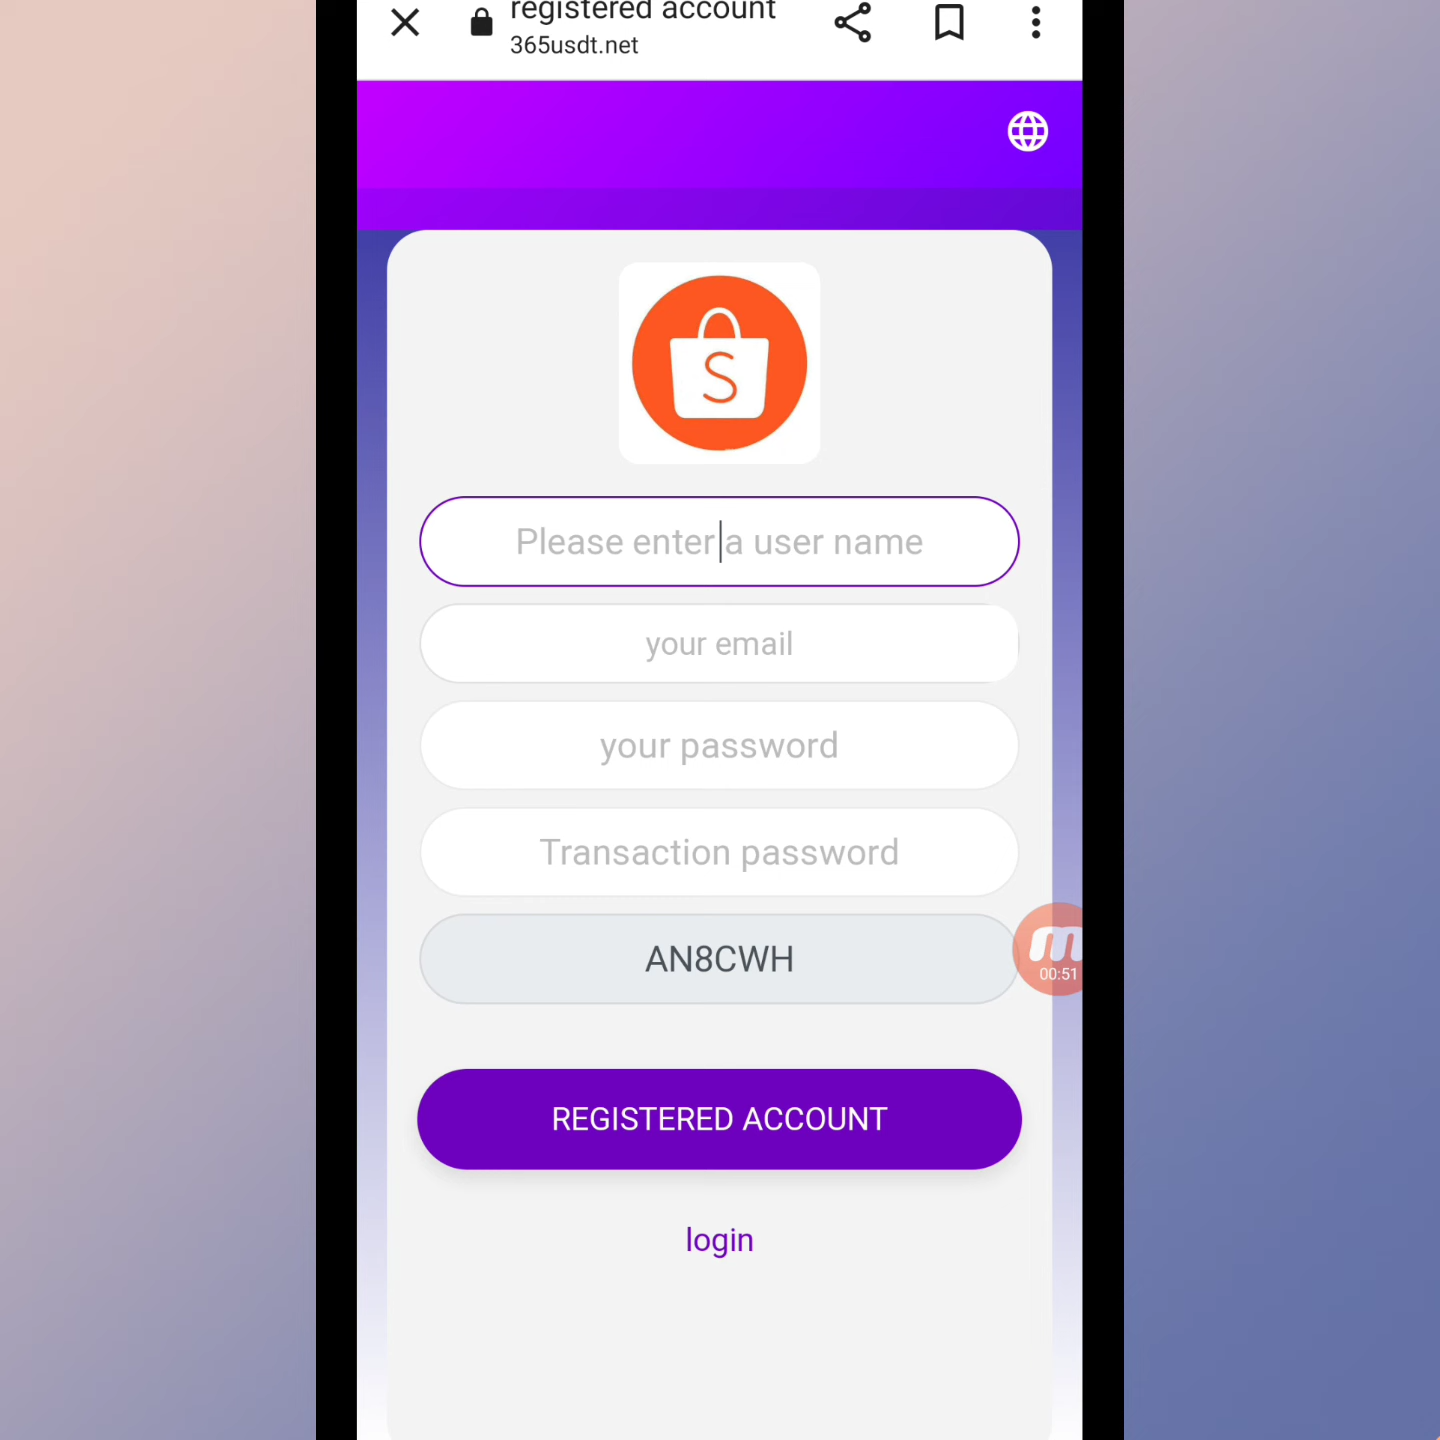 registered account
365usdt.net
S
Please enter a user name
your email
your password
Transaction password
AN8CWH
00:51
REGISTERED ACCOUNT
login